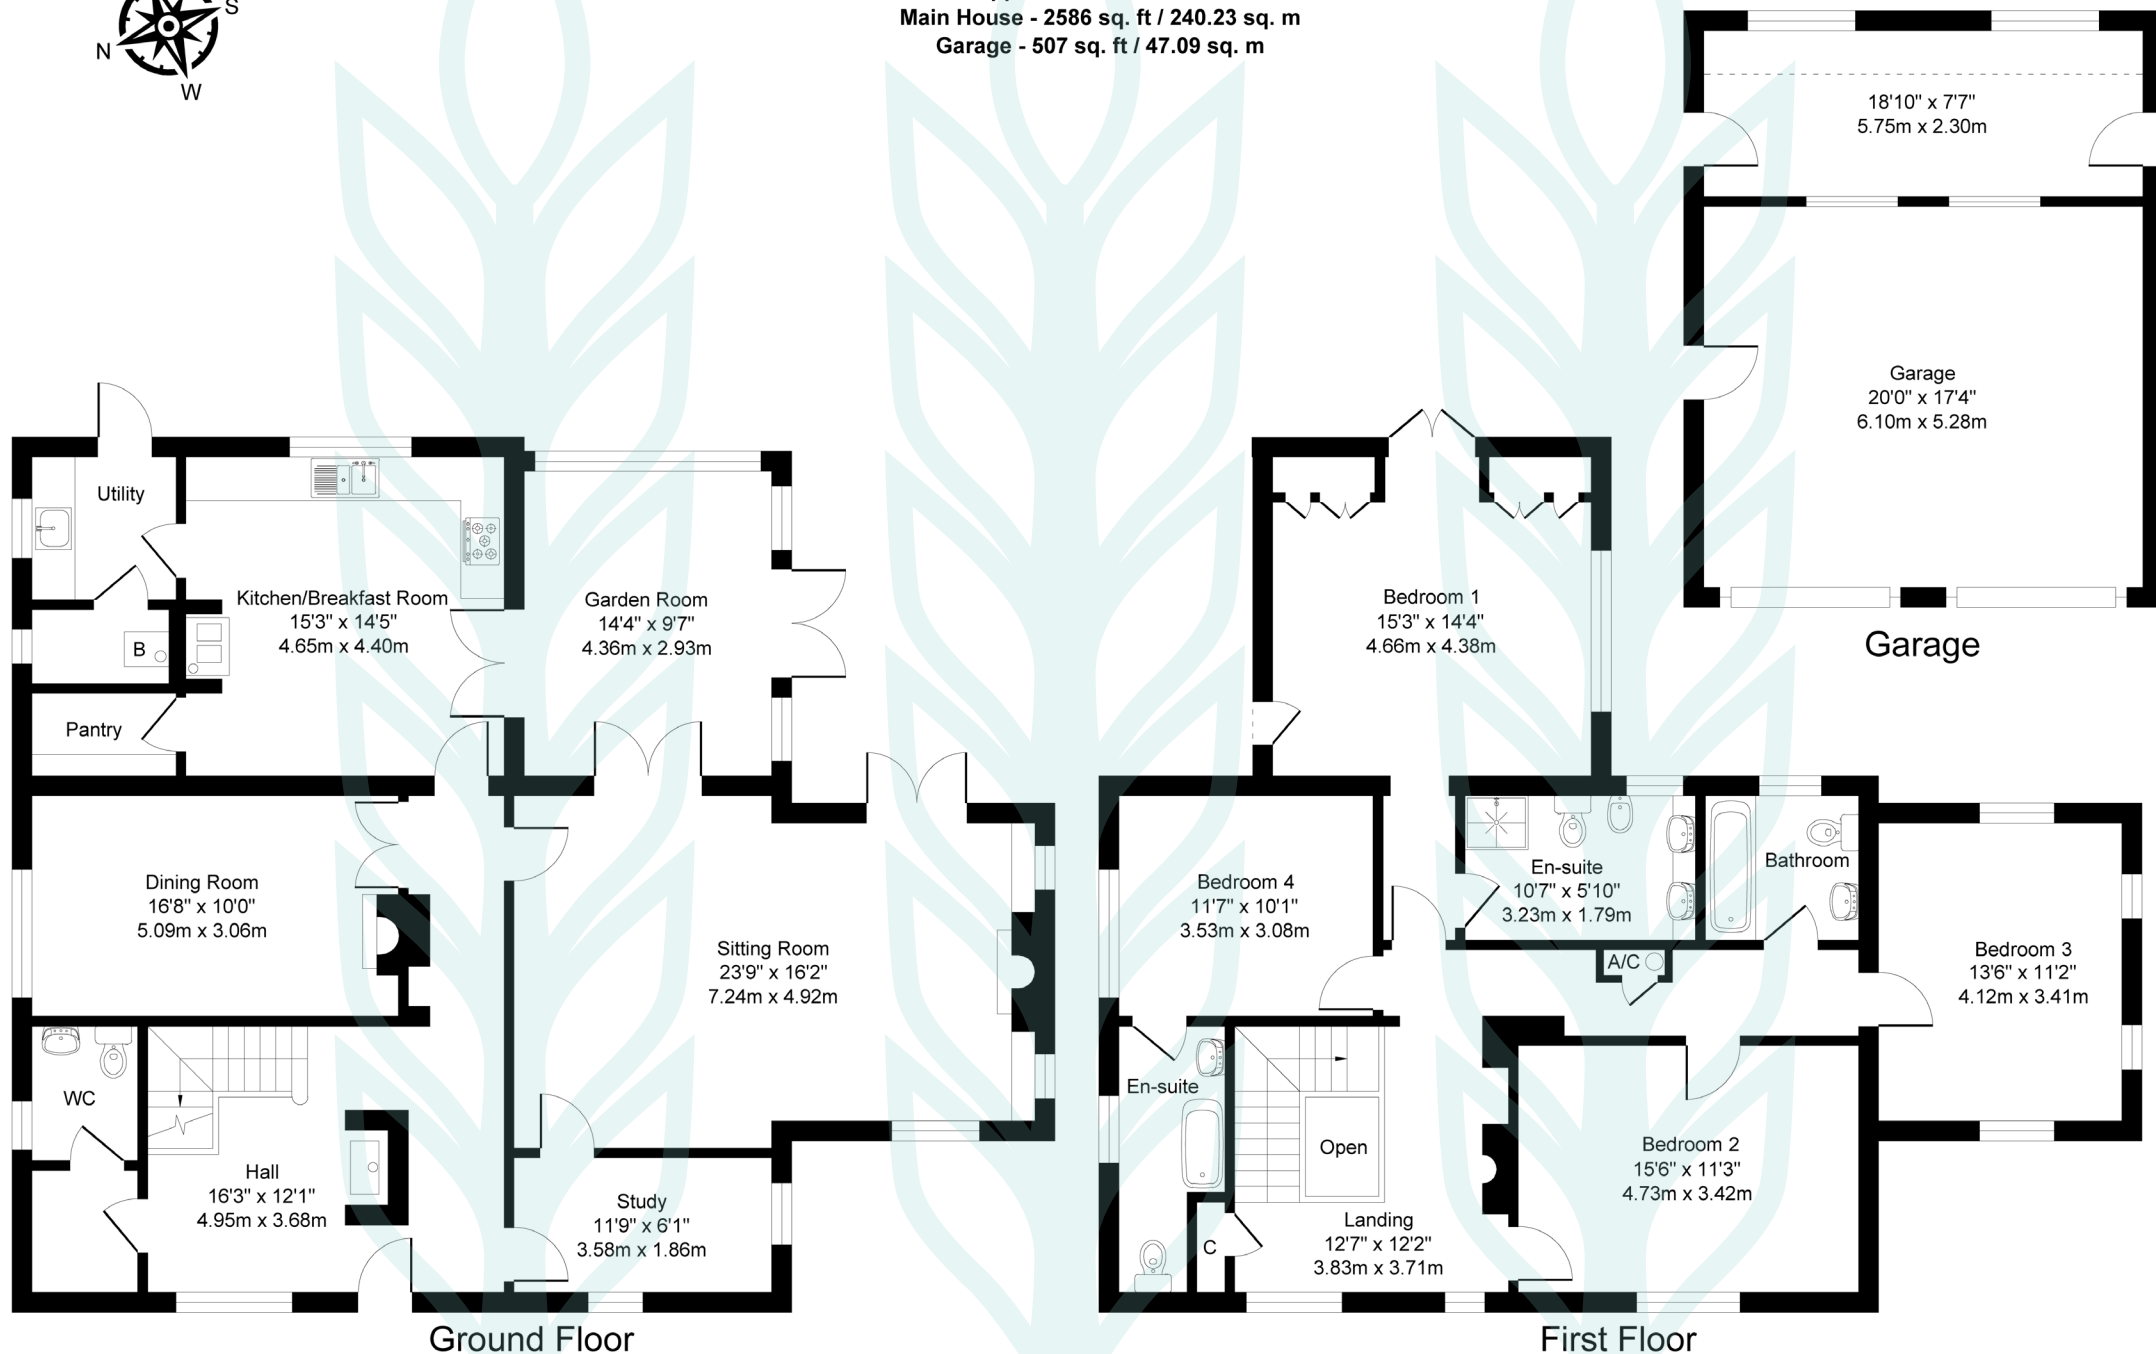 S
N
W
Main House - 2586 sq. ft / 240.23 sq. m
Garage - 507 sq. ft / 47.09 sq. m
18'10" x 7'7"
5.75m x 2.30m
Garage
20'0" x 17'4"
6.10m x 5.28m
Garage
Utility
Kitchen/Breakfast Room
15'3" x 14'5"
4.65m x 4.40m
B
Pantry
Garden Room
14'4" x 9'7"
4.36m x 2.93m
Dining Room
16'8" x 10'0"
5.09m x 3.06m
Sitting Room
23'9" x 16'2"
7.24m x 4.92m
WC
Hall
16'3" x 12'1"
4.95m x 3.68m
Study
11'9" x 6'1"
3.58m x 1.86m
Ground Floor
Bedroom 1
15'3" x 14'4"
4.66m x 4.38m
Bedroom 4
11'7" x 10'1"
3.53m x 3.08m
En-suite
10'7" x 5'10"
3.23m x 1.79m
Bathroom
A/C
Bedroom 3
13'6" x 11'2"
4.12m x 3.41m
En-suite
Open
Bedroom 2
15'6" x 11'3"
4.73m x 3.42m
C
Landing
12'7" x 12'2"
3.83m x 3.71m
First Floor